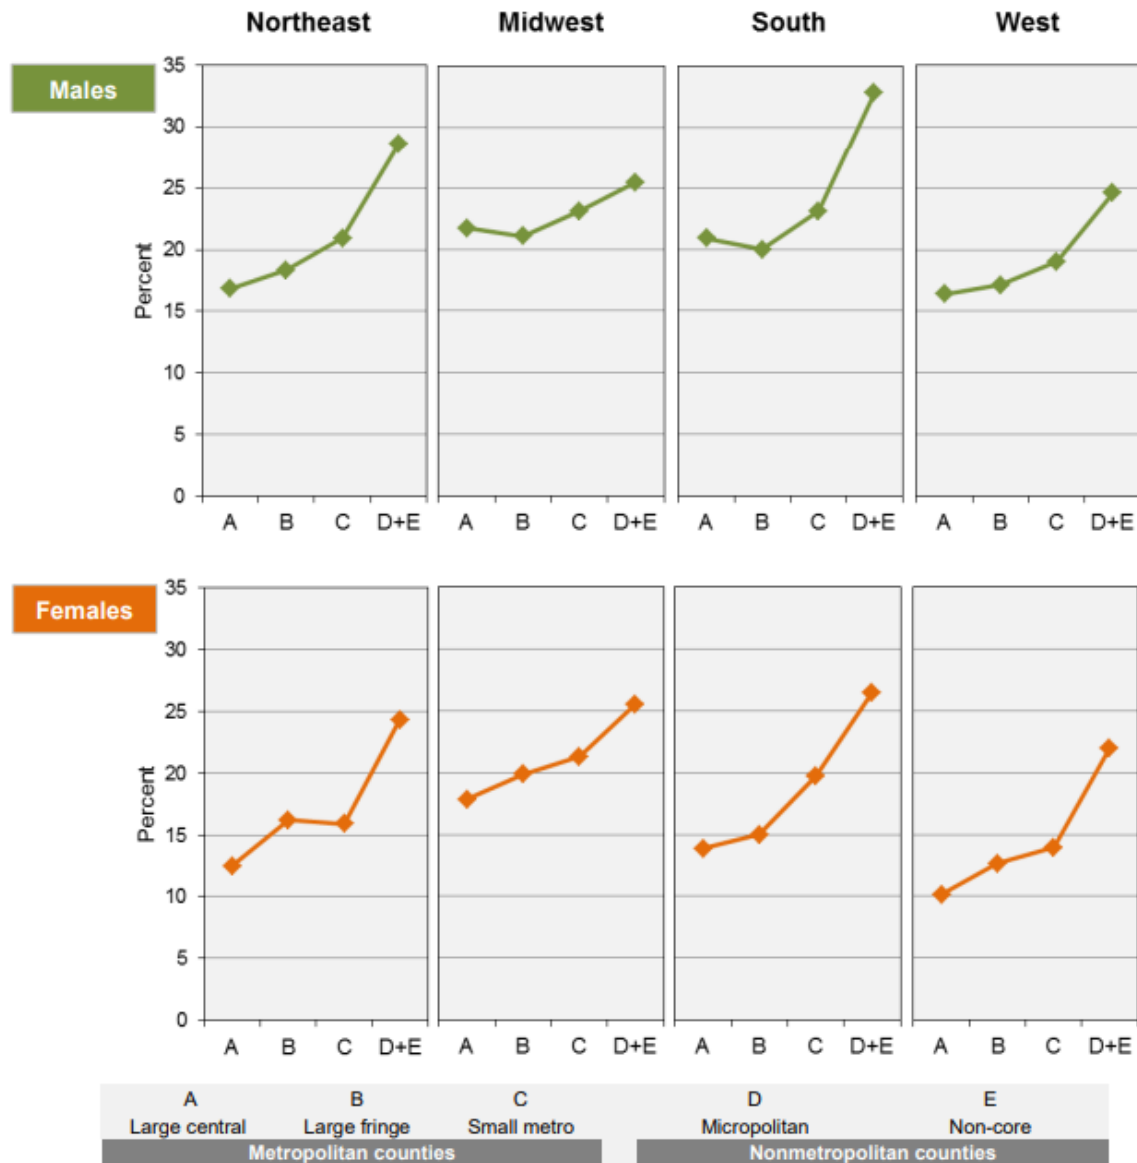 Northeast Midwest South West
Males
35
30
25
20
15
10
5
0
Percent
A B C D+E A B C D+E A B C D+E A B C D+E
Females
35
30
25
20
15
10
5
0
Percent
A B C D+E A B C D+E A B C D+E A B C D+E
A B C D E
Large central Large fringe Small metro Micropolitan Non-core
Metropolitan counties Nonmetropolitan counties